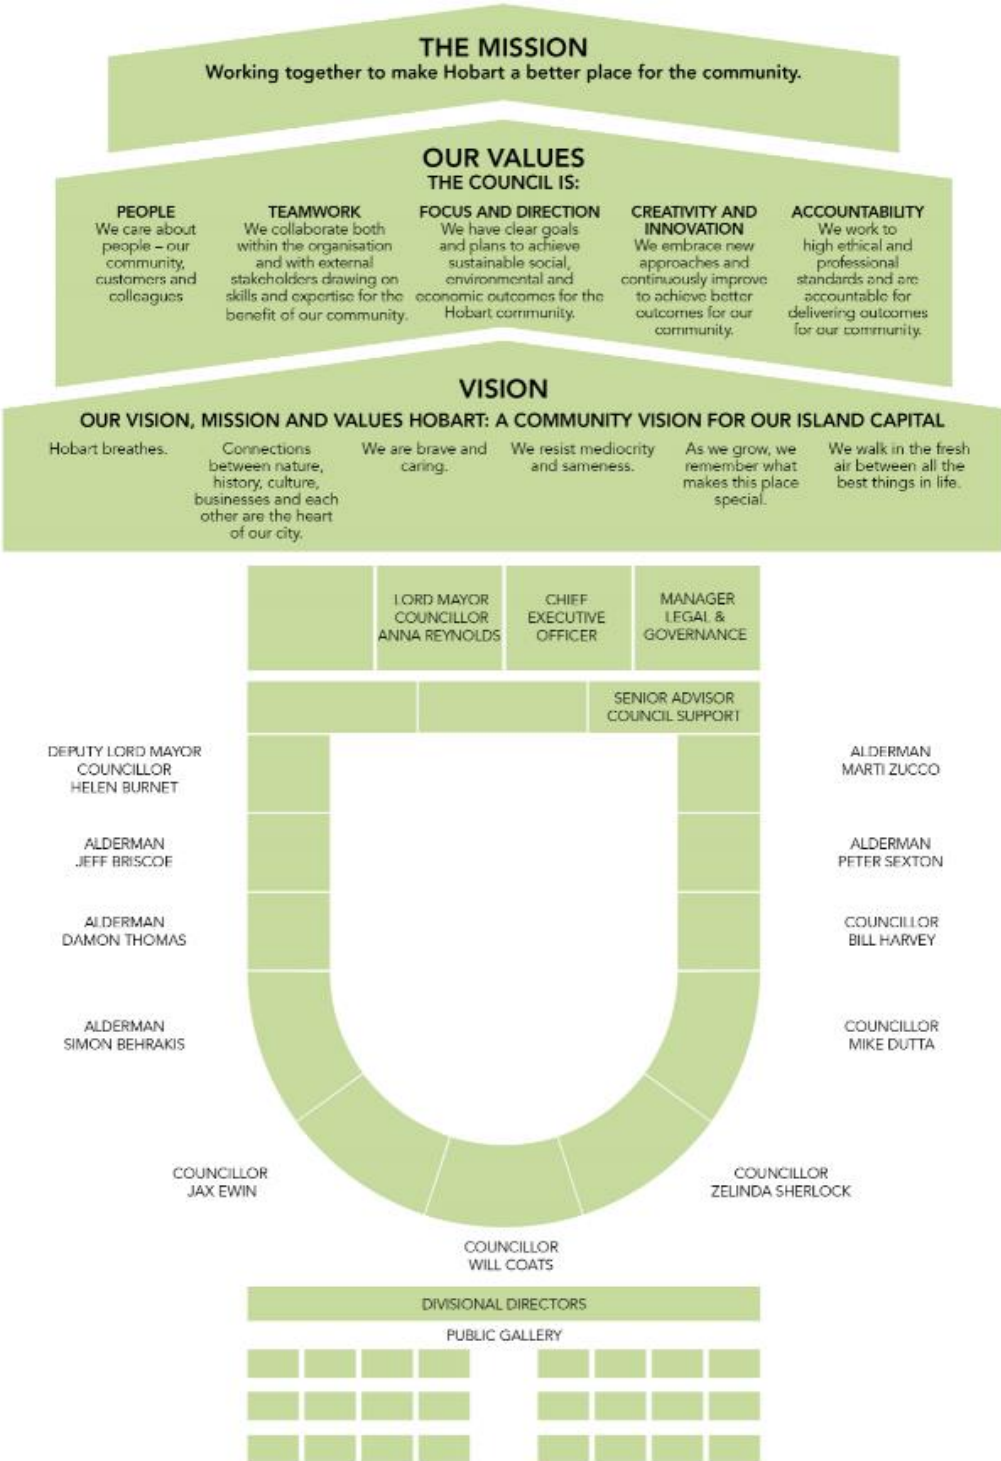 THE MISSION
Working together to make Hobart a better place for the community.
OUR VALUES
THE COUNCIL IS:
PEOPLE
We care about
people – our
community,
customers and
colleagues
TEAMWORK
We collaborate both
within the organisation
and with external
stakeholders drawing on
skills and expertise for the
benefit of our community.
FOCUS AND DIRECTION
We have clear goals
and plans to achieve
sustainable social,
environmental and
economic outcomes for the
Hobart community.
CREATIVITY AND
INNOVATION
We embrace new
approaches and
continuously improve
to achieve better
outcomes for our
community.
ACCOUNTABILITY
We work to
high ethical and
professional
standards and are
accountable for
delivering outcomes
for our community.
VISION
OUR VISION, MISSION AND VALUES HOBART: A COMMUNITY VISION FOR OUR ISLAND CAPITAL
Hobart breathes.
Connections
between nature,
history, culture,
businesses and each
other are the heart
of our city.
We are brave and
caring.
We resist mediocrity
and sameness.
As we grow, we
remember what
makes this place
special.
We walk in the fresh
air between all the
best things in life.
LORD MAYOR
COUNCILLOR
ANNA REYNOLDS
CHIEF
EXECUTIVE
OFFICER
MANAGER
LEGAL &
GOVERNANCE
SENIOR ADVISOR
COUNCIL SUPPORT
DEPUTY LORD MAYOR
COUNCILLOR
HELEN BURNET
ALDERMAN
MARTI ZUCCO
ALDERMAN
JEFF BRISCOE
ALDERMAN
PETER SEXTON
ALDERMAN
DAMON THOMAS
COUNCILLOR
BILL HARVEY
ALDERMAN
SIMON BEHRAKIS
COUNCILLOR
MIKE DUTTA
COUNCILLOR
JAX EWIN
COUNCILLOR
ZELINDA SHERLOCK
COUNCILLOR
WILL COATS
DIVISIONAL DIRECTORS
PUBLIC GALLERY